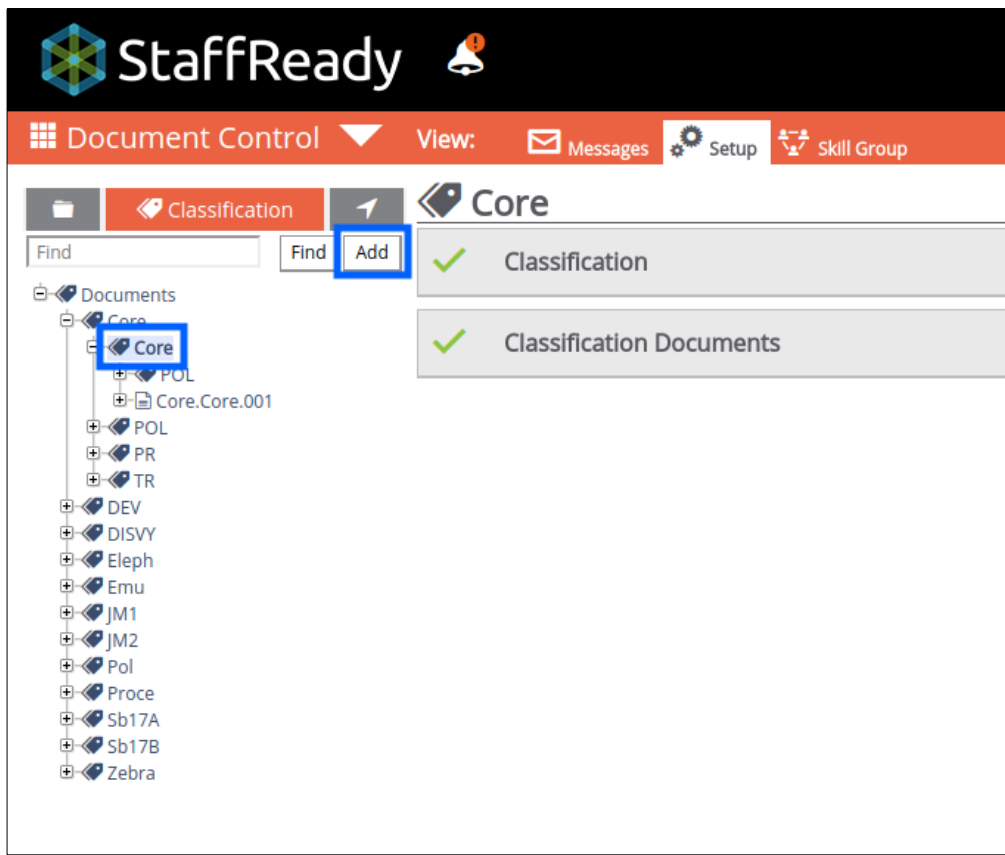 StaffReady
Document Control View: Messages Setup Skill Group
Classification
Core
Find Find Add
Classification
Documents
Core
Core
Classification Documents
POL
Core.Core.001
POL
PR
TR
DEV
DISVY
Eleph
Emu
JM1
JM2
Pol
Proce
Sb17A
Sb17B
Zebra